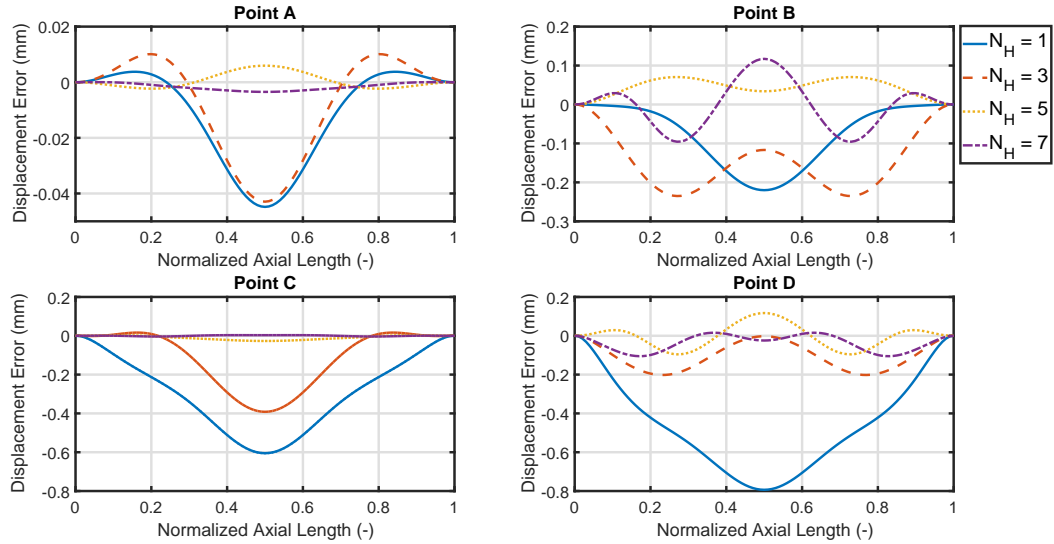 Point A
Displacement Error (mm)
0.02
0
-0.02
-0.04
0 0.2 0.4 0.6 0.8 1
Normalized Axial Length (-)
Point B
Displacement Error (mm)
0.2
0.1
0
-0.1
-0.2
-0.3
0 0.2 0.4 0.6 0.8 1
Normalized Axial Length (-)
N_H = 1
N_H = 3
N_H = 5
N_H = 7
Point C
Displacement Error (mm)
0.2
0
-0.2
-0.4
-0.6
-0.8
0 0.2 0.4 0.6 0.8 1
Normalized Axial Length (-)
Point D
Displacement Error (mm)
0.2
0
-0.2
-0.4
-0.6
-0.8
0 0.2 0.4 0.6 0.8 1
Normalized Axial Length (-)